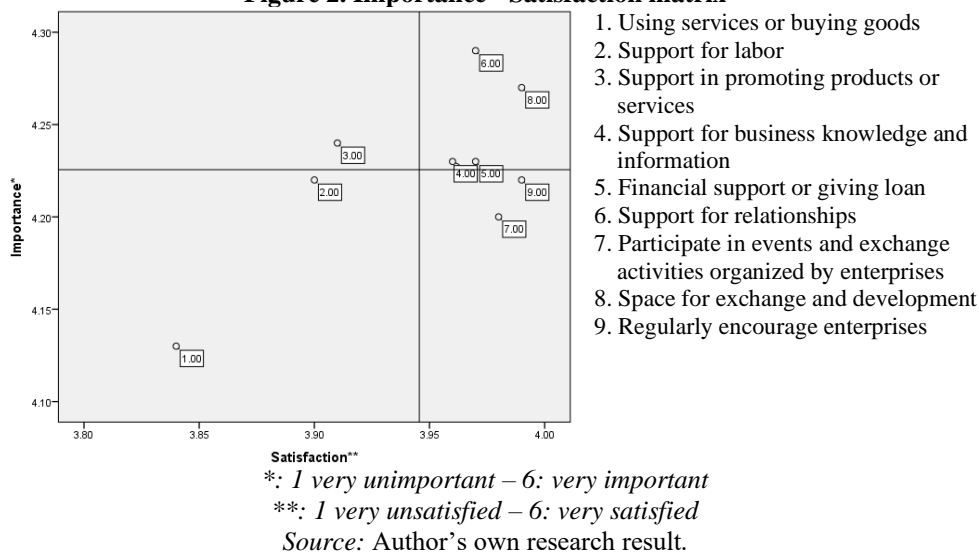 Figure 2. Importance - Satisfaction matrix
4.30
4.25
4.20
4.15
4.10
Importance*
6.00
8.00
3.00
4.00
5.00
2.00
9.00
7.00
1.00
3.80
3.85
3.90
3.95
4.00
Satisfaction**
1. Using services or buying goods
2. Support for labor
3. Support in promoting products or
services
4. Support for business knowledge and
information
5. Financial support or giving loan
6. Support for relationships
7. Participate in events and exchange
activities organized by enterprises
8. Space for exchange and development
9. Regularly encourage enterprises
*: 1 very unimportant – 6: very important
**: 1 very unsatisfied – 6: very satisfied
Source: Author’s own research result.